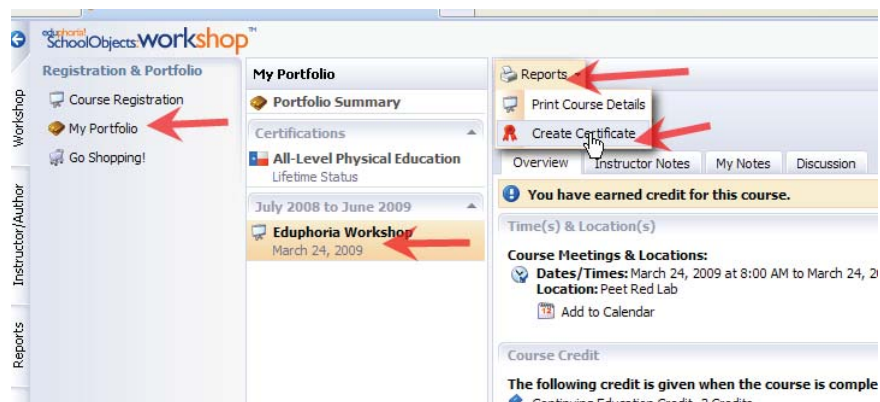 eduphoria! SchoolObjects:workshop™
Workshop
Instructor/Author
Reports
Registration & Portfolio
Course Registration
My Portfolio
Go Shopping!
My Portfolio
Portfolio Summary
Certifications
All-Level Physical Education
Lifetime Status
July 2008 to June 2009
Eduphoria Workshop
March 24, 2009
Reports
Print Course Details
Create Certificate
Overview
Instructor Notes
My Notes
Discussion
You have earned credit for this course.
Time(s) & Location(s)
Course Meetings & Locations:
Dates/Times: March 24, 2009 at 8:00 AM to March 24,
Location: Peet Red Lab
12 Add to Calendar
Course Credit
The following credit is given when the course is comple
Continuing Education Credit